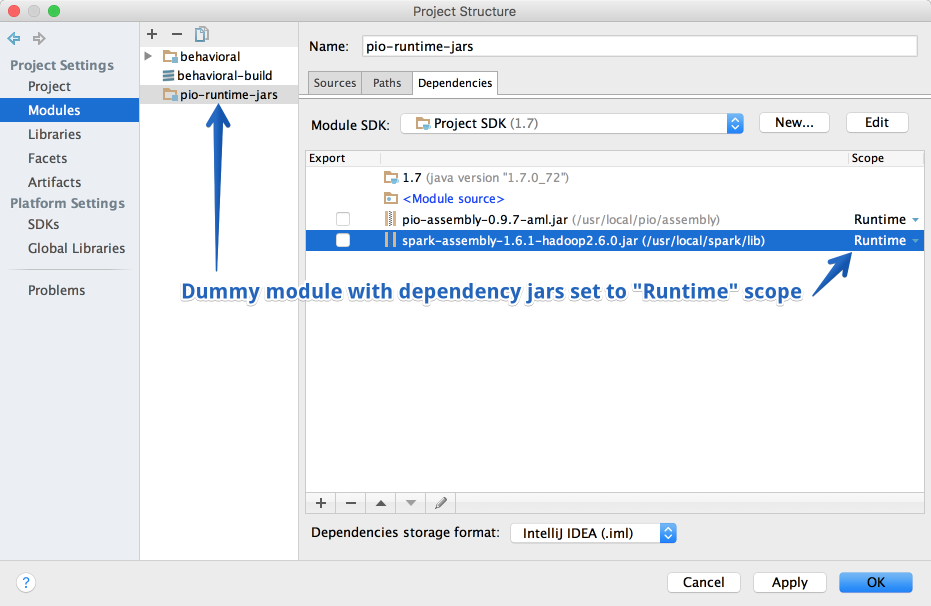 Project Structure
Project Settings
Project
Modules
Libraries
Facets
Artifacts
Platform Settings
SDKs
Global Libraries
Problems
behavioral
behavioral-build
pio-runtime-jars
Name: pio-runtime-jars
Sources Paths Dependencies
Module SDK: Project SDK (1.7) New... Edit
Export Scope
1.7 (java version "1.7.0_72")
<Module source>
pio-assembly-0.9.7-aml.jar (/usr/local/pio/assembly) Runtime
spark-assembly-1.6.1-hadoop2.6.0.jar (/usr/local/spark/lib) Runtime
Dummy module with dependency jars set to "Runtime" scope
Dependencies storage format: IntelliJ IDEA (.iml)
? Cancel Apply OK